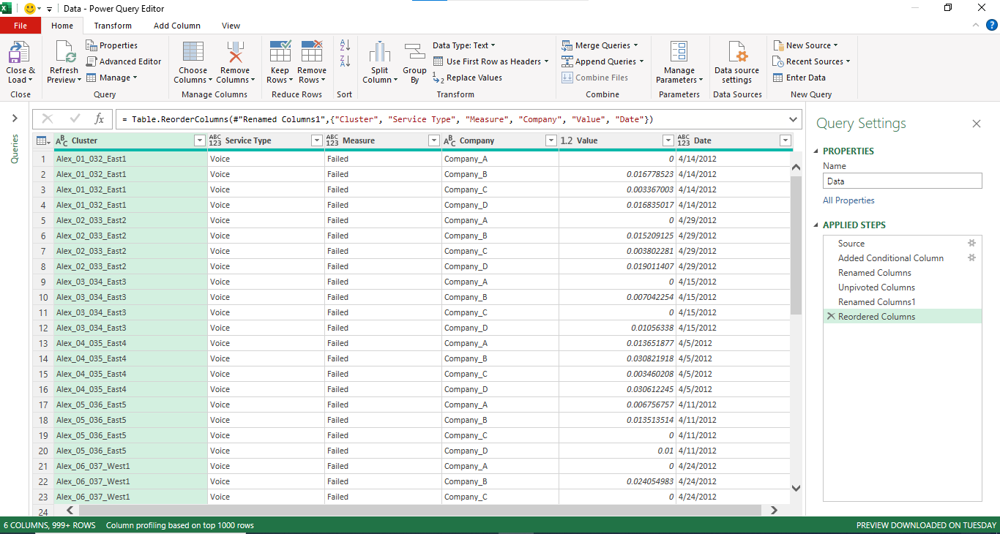 Data - Power Query Editor
File Home Transform Add Column View
Close & Load
Close
Refresh Preview
Properties
Advanced Editor
Manage
Query
Choose Columns
Remove Columns
Manage Columns
Keep Rows
Remove Rows
Reduce Rows
A Z
Z A
Sort
Split Column
Group By
Data Type: Text
Use First Row as Headers
1 2 Replace Values
Transform
Merge Queries
Append Queries
Combine Files
Combine
Manage Parameters
Parameters
Data source settings
Data Sources
New Source
Recent Sources
Enter Data
New Query
Queries
fx = Table.ReorderColumns(#"Renamed Columns1",{"Cluster", "Service Type", "Measure", "Company", "Value", "Date"})
ABC Cluster ABC 123 Service Type ABC 123 Measure ABC Company 1.2 Value ABC 123 Date
1 Alex_01_032_East1 Voice Failed Company_A 0 4/14/2012
2 Alex_01_032_East1 Voice Failed Company_B 0.016778523 4/14/2012
3 Alex_01_032_East1 Voice Failed Company_C 0.003367003 4/14/2012
4 Alex_01_032_East1 Voice Failed Company_D 0.016835017 4/14/2012
5 Alex_02_033_East2 Voice Failed Company_A 0 4/29/2012
6 Alex_02_033_East2 Voice Failed Company_B 0.015209125 4/29/2012
7 Alex_02_033_East2 Voice Failed Company_C 0.003802281 4/29/2012
8 Alex_02_033_East2 Voice Failed Company_D 0.019011407 4/29/2012
9 Alex_03_034_East3 Voice Failed Company_A 0 4/15/2012
10 Alex_03_034_East3 Voice Failed Company_B 0.007042254 4/15/2012
11 Alex_03_034_East3 Voice Failed Company_C 0 4/15/2012
12 Alex_03_034_East3 Voice Failed Company_D 0.01056338 4/15/2012
13 Alex_04_035_East4 Voice Failed Company_A 0.013651877 4/5/2012
14 Alex_04_035_East4 Voice Failed Company_B 0.030821918 4/5/2012
15 Alex_04_035_East4 Voice Failed Company_C 0.003460208 4/5/2012
16 Alex_04_035_East4 Voice Failed Company_D 0.030612245 4/5/2012
17 Alex_05_036_East5 Voice Failed Company_A 0.006756757 4/11/2012
18 Alex_05_036_East5 Voice Failed Company_B 0.013513514 4/11/2012
19 Alex_05_036_East5 Voice Failed Company_C 0 4/11/2012
20 Alex_05_036_East5 Voice Failed Company_D 0.01 4/11/2012
21 Alex_06_037_West1 Voice Failed Company_A 0 4/24/2012
22 Alex_06_037_West1 Voice Failed Company_B 0.024054983 4/24/2012
23 Alex_06_037_West1 Voice Failed Company_C 0 4/24/2012
24
Query Settings
PROPERTIES
Name
Data
All Properties
APPLIED STEPS
Source
Added Conditional Column
Renamed Columns
Unpivoted Columns
Renamed Columns1
Reordered Columns
6 COLUMNS, 999+ ROWS Column profiling based on top 1000 rows PREVIEW DOWNLOADED ON TUESDAY